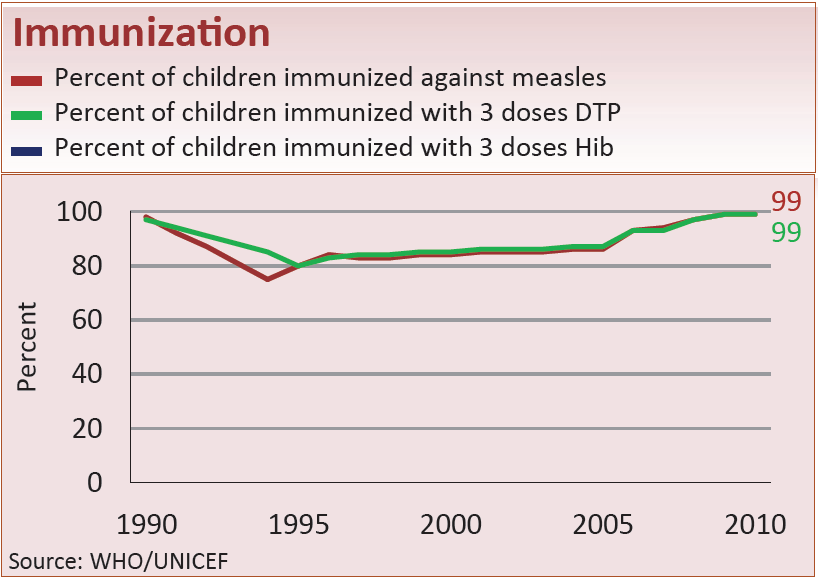 Immunization
Percent of children immunized against measles
Percent of children immunized with 3 doses DTP
Percent of children immunized with 3 doses Hib
100
80
60
40
20
0
Percent
99
99
1990 1995 2000 2005 2010
Source: WHO/UNICEF